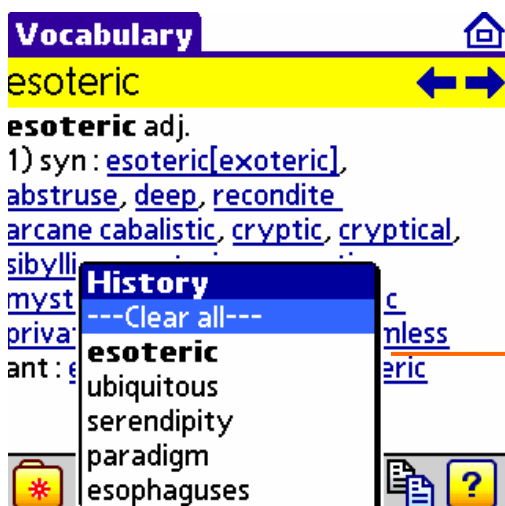 Vocabulary
esoteric
esoteric adj.
1) syn : esoteric[exoteric],
abstruse, deep, recondite
arcane cabalistic, cryptic, cryptical,
History
---Clear all---
esoteric
ubiquitous
serendipity
paradigm
esophaguses
ant :
?